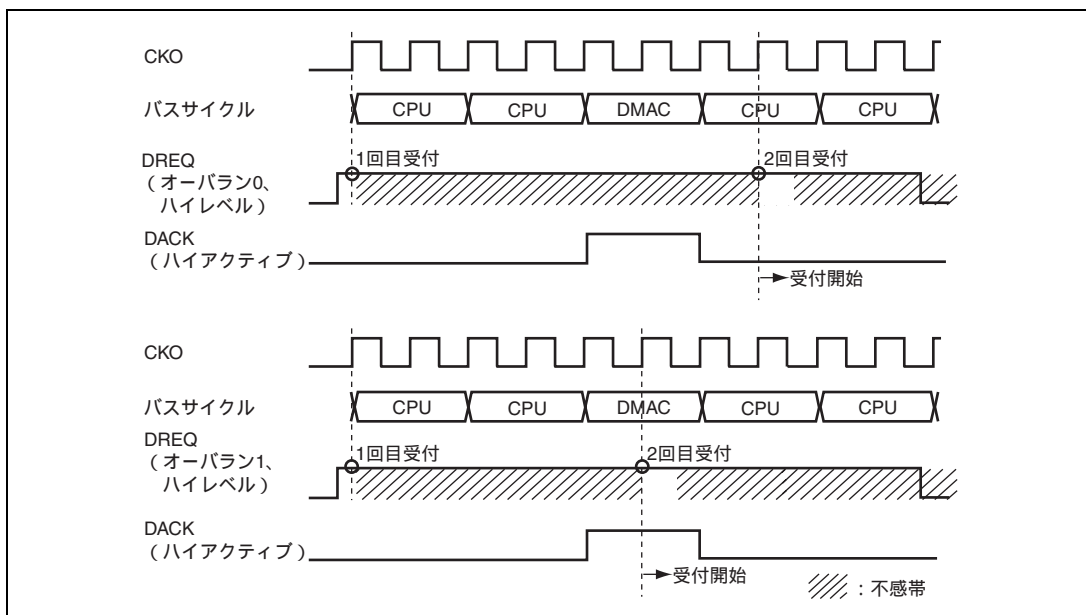 CKO
バスサイクル
CPU CPU DMAC CPU CPU
DREQ
（オーバラン0、
ハイレベル）
1回目受付 2回目受付
DACK
（ハイアクティブ）
受付開始
CKO
バスサイクル
CPU CPU DMAC CPU CPU
DREQ
（オーバラン1、
ハイレベル）
1回目受付 2回目受付
DACK
（ハイアクティブ）
受付開始
：不感帯